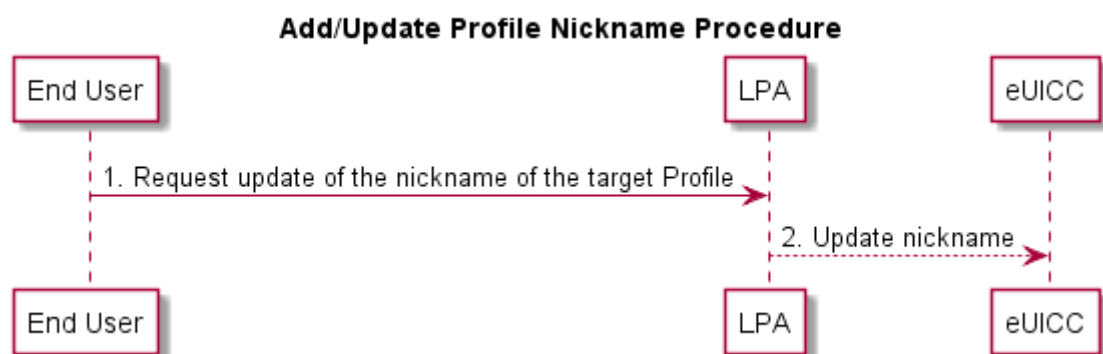 Add/Update Profile Nickname Procedure
End User LPA eUICC
1. Request update of the nickname of the target Profile
2. Update nickname
End User LPA eUICC